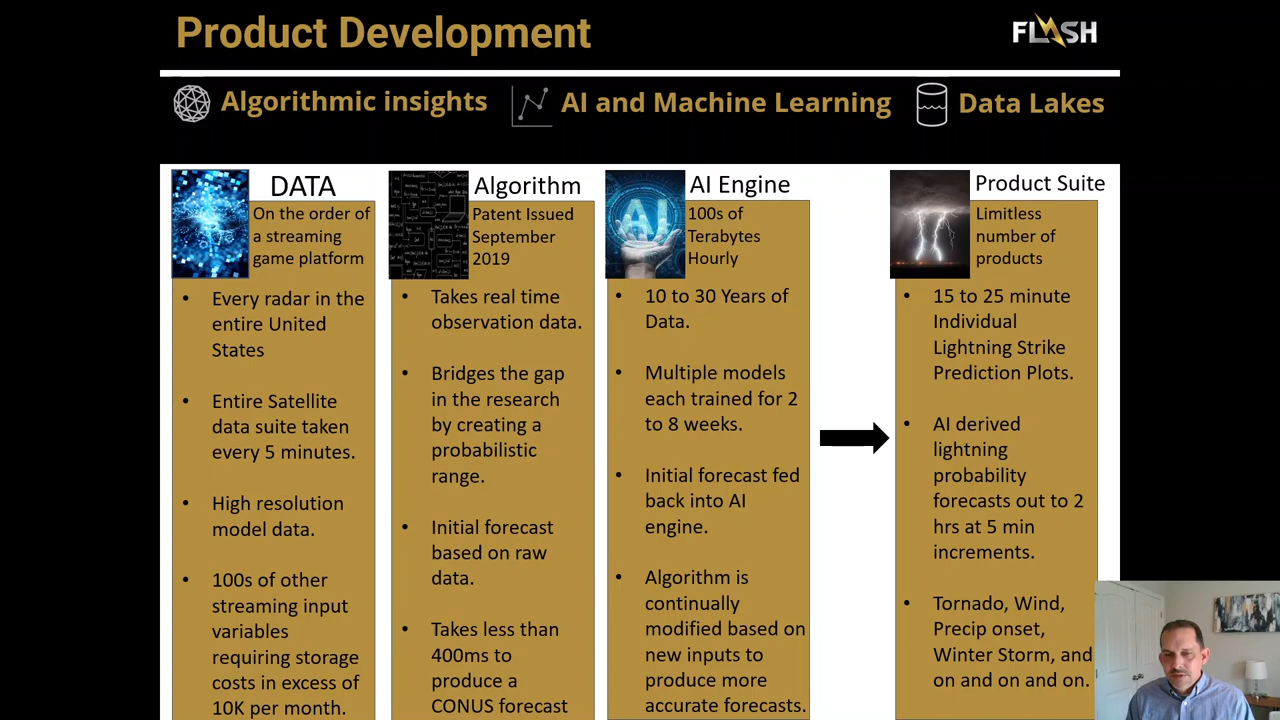 Product Development
FLASH
Algorithmic insights
AI and Machine Learning
Data Lakes
DATA
On the order of
a streaming
game platform
• Every radar in the
entire United
States
• Entire Satellite
data suite taken
every 5 minutes.
• High resolution
model data.
• 100s of other
streaming input
variables
requiring storage
costs in excess of
10K per month.
Algorithm
Patent Issued
September
2019
• Takes real time
observation data.
• Bridges the gap
in the research
by creating a
probabilistic
range.
• Initial forecast
based on raw
data.
• Takes less than
400ms to
produce a
CONUS forecast
AI Engine
AI
100s of
Terabytes
Hourly
• 10 to 30 Years of
Data.
• Multiple models
each trained for 2
to 8 weeks.
• Initial forecast fed
back into AI
engine.
• Algorithm is
continually
modified based on
new inputs to
produce more
accurate forecasts.
Product Suite
Limitless
number of
products
• 15 to 25 minute
Individual
Lightning Strike
Prediction Plots.
• AI derived
lightning
probability
forecasts out to 2
hrs at 5 min
increments.
• Tornado, Wind,
Precip onset,
Winter Storm, and
on and on and on.